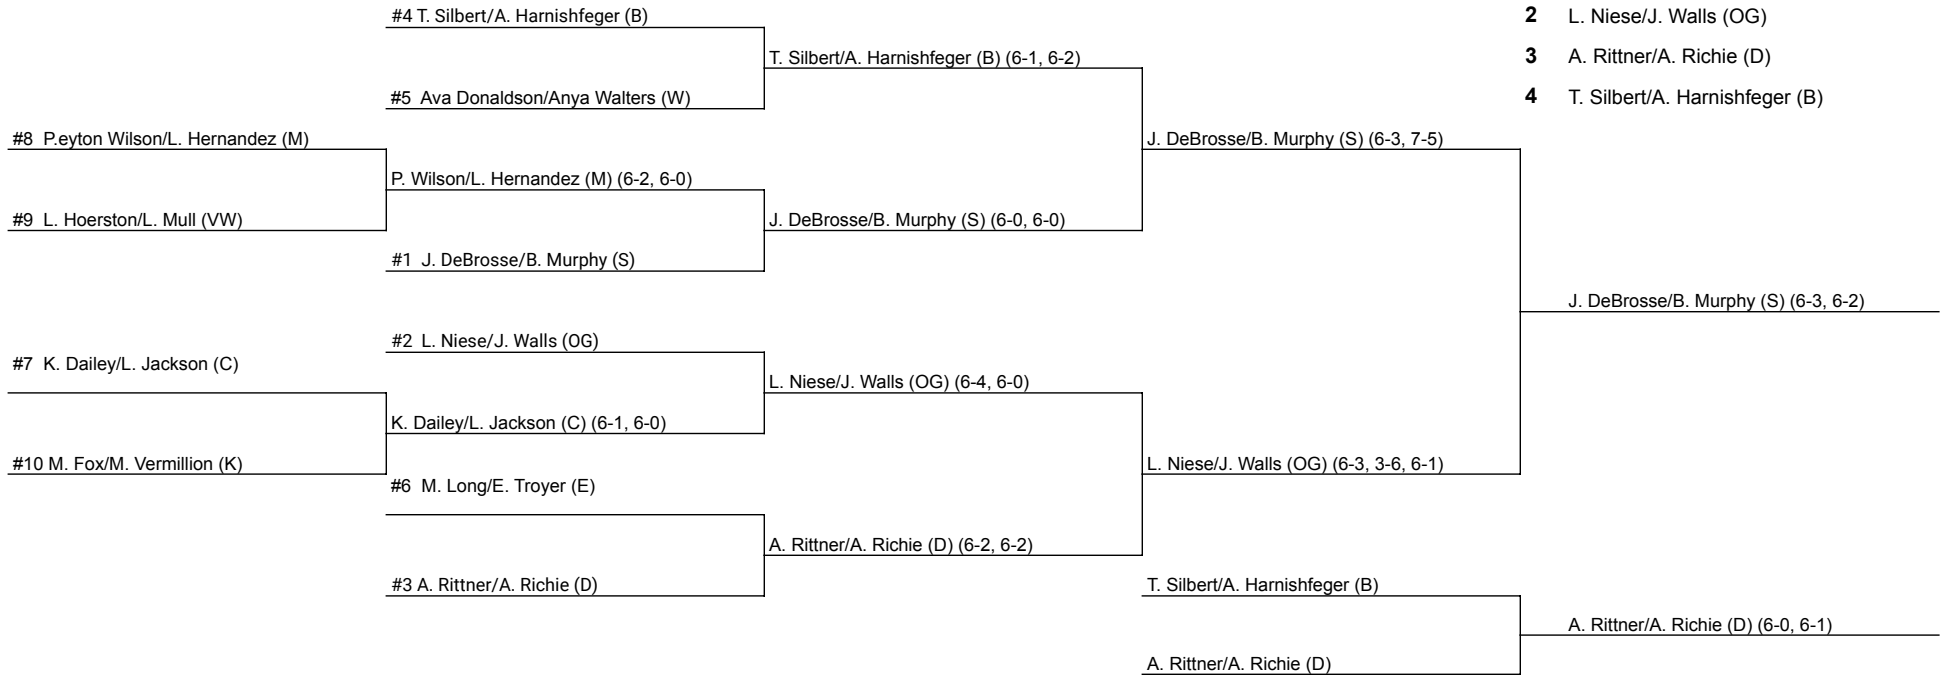 #4 T. Silbert/A. Harnishfeger (B)
2 L. Niese/J. Walls (OG)
T. Silbert/A. Harnishfeger (B) (6-1, 6-2)
3 A. Rittner/A. Richie (D)
#5 Ava Donaldson/Anya Walters (W)
4 T. Silbert/A. Harnishfeger (B)
#8 P.eyton Wilson/L. Hernandez (M)
J. DeBrosse/B. Murphy (S) (6-3, 7-5)
P. Wilson/L. Hernandez (M) (6-2, 6-0)
#9 L. Hoerston/L. Mull (VW)
J. DeBrosse/B. Murphy (S) (6-0, 6-0)
#1 J. DeBrosse/B. Murphy (S)
J. DeBrosse/B. Murphy (S) (6-3, 6-2)
#2 L. Niese/J. Walls (OG)
#7 K. Dailey/L. Jackson (C)
L. Niese/J. Walls (OG) (6-4, 6-0)
K. Dailey/L. Jackson (C) (6-1, 6-0)
#10 M. Fox/M. Vermillion (K)
L. Niese/J. Walls (OG) (6-3, 3-6, 6-1)
#6 M. Long/E. Troyer (E)
A. Rittner/A. Richie (D) (6-2, 6-2)
#3 A. Rittner/A. Richie (D)
T. Silbert/A. Harnishfeger (B)
A. Rittner/A. Richie (D) (6-0, 6-1)
A. Rittner/A. Richie (D)